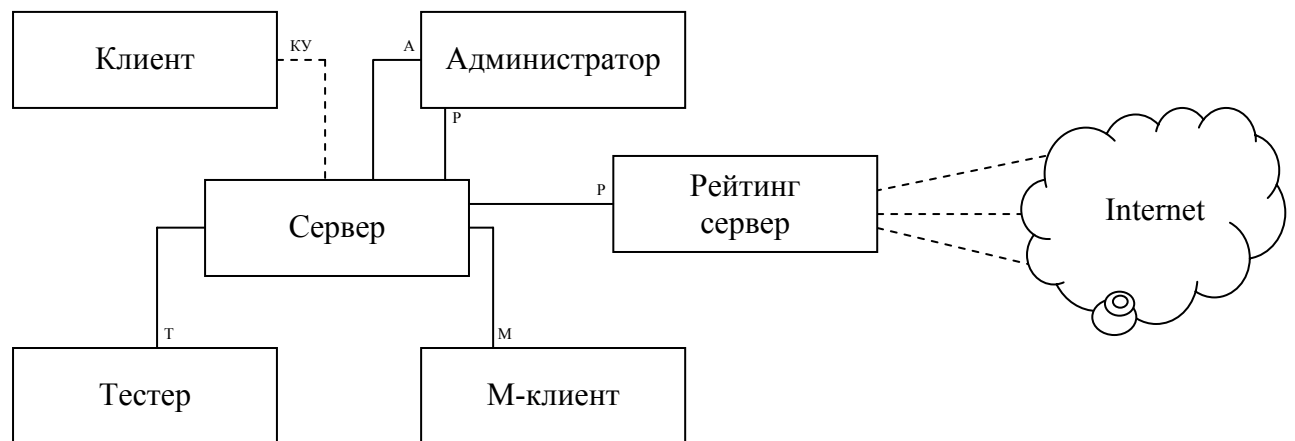 Клиент
КУ
А
Администратор
Р
Сервер
Р
Рейтинг
сервер
Internet
Т
М
Тестер
М-клиент